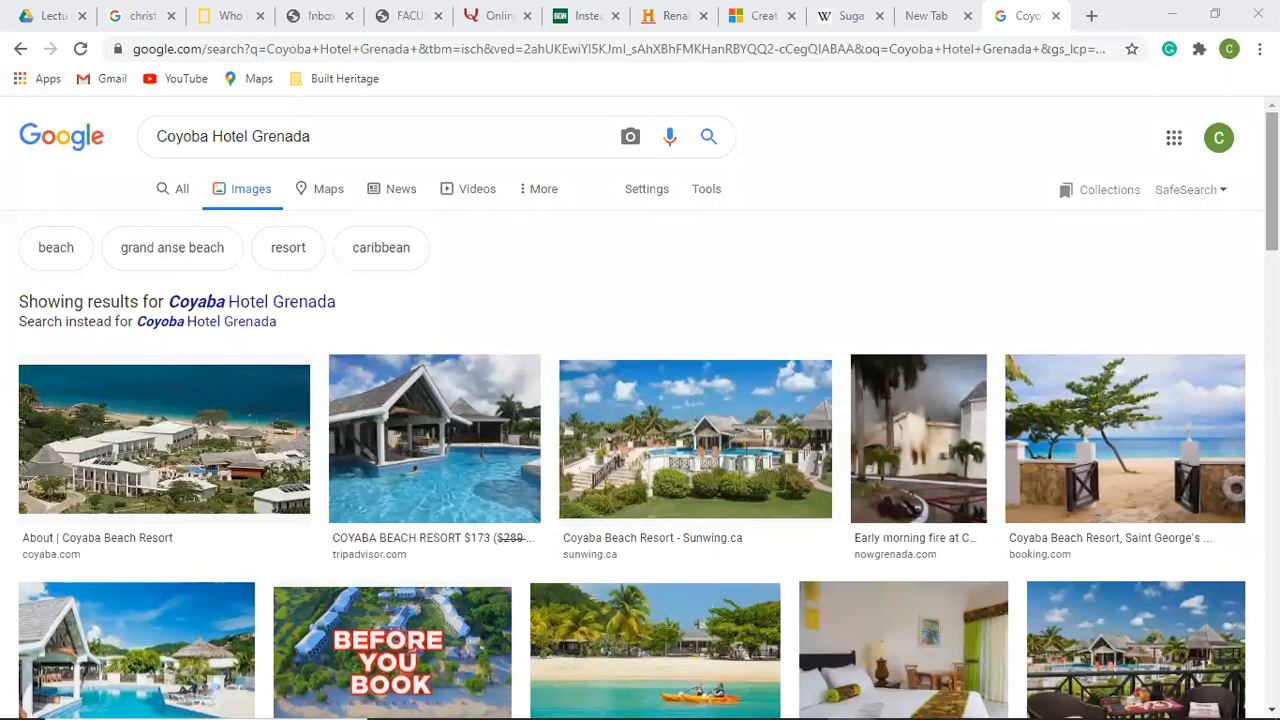 Lectu
christ
Who
Inbox
FACU
Onlin
BGN
Instep
Renai
Creat
W
Suga
New Tab
Coyo
google.com/search?q=Coyoba+Hotel+Grenada+&tbm=isch&ved=2ahUKEwiYl5KJml_sAhXBhFMKHanRBYQQ2-cCegQIABAA&oq=Coyoba+Hotel+Grenada+&gs_lcp=...
C
Apps
Gmail
YouTube
Maps
Built Heritage
Google
Coyoba Hotel Grenada
C
All
Images
Maps
News
Videos
More
Settings
Tools
Collections
SafeSearch
beach
grand anse beach
resort
caribbean
Showing results for Coyaba Hotel Grenada
Search instead for Coyoba Hotel Grenada
About | Coyaba Beach Resort
coyaba.com
COYABA BEACH RESORT $173 ($289-...
tripadvisor.com
Coyaba Beach Resort - Sunwing.ca
sunwing.ca
Early morning fire at C...
nowgrenada.com
Coyaba Beach Resort, Saint George's ...
booking.com
BEFORE
YOU
BOOK